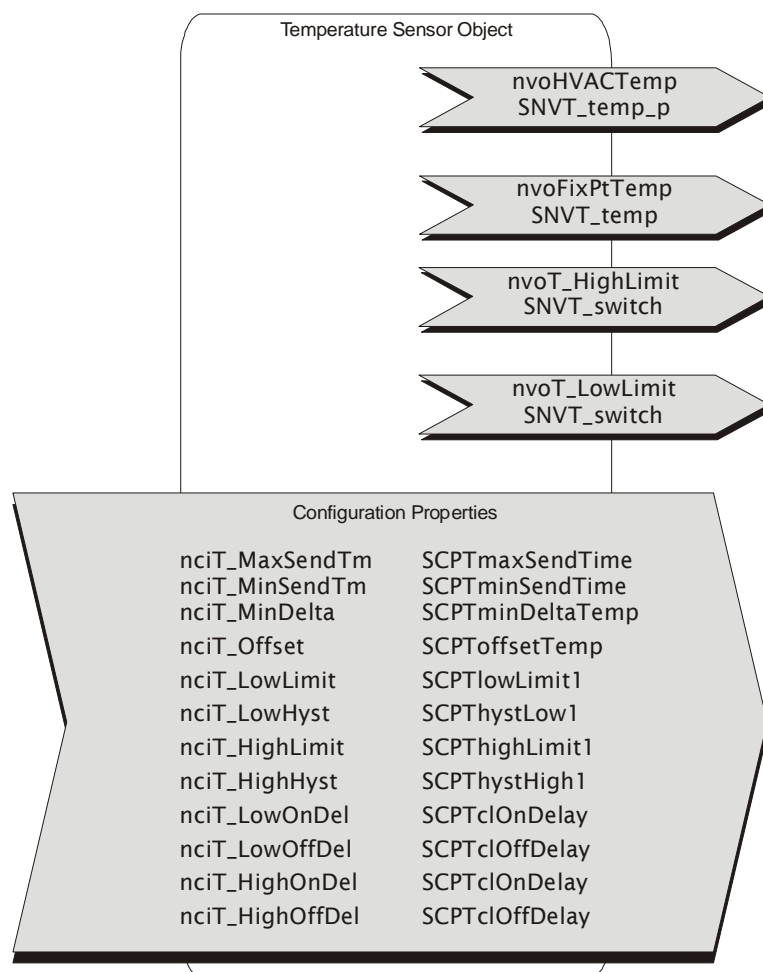 Temperature Sensor Object
nvoHVACTemp
SNVT_temp_p
nvoFixPtTemp
SNVT_temp
nvoT_HighLimit
SNVT_switch
nvoT_LowLimit
SNVT_switch
Configuration Properties
nciT_MaxSendTm SCPTmaxSendTime
nciT_MinSendTm SCPTminSendTime
nciT_MinDelta SCPTminDeltaTemp
nciT_Offset SCPToffsetTemp
nciT_LowLimit SCPTlowLimit1
nciT_LowHyst SCPThystLow1
nciT_HighLimit SCPThighLimit1
nciT_HighHyst SCPThystHigh1
nciT_LowOnDel SCPTclOnDelay
nciT_LowOffDel SCPTclOffDelay
nciT_HighOnDel SCPTclOnDelay
nciT_HighOffDel SCPTclOffDelay